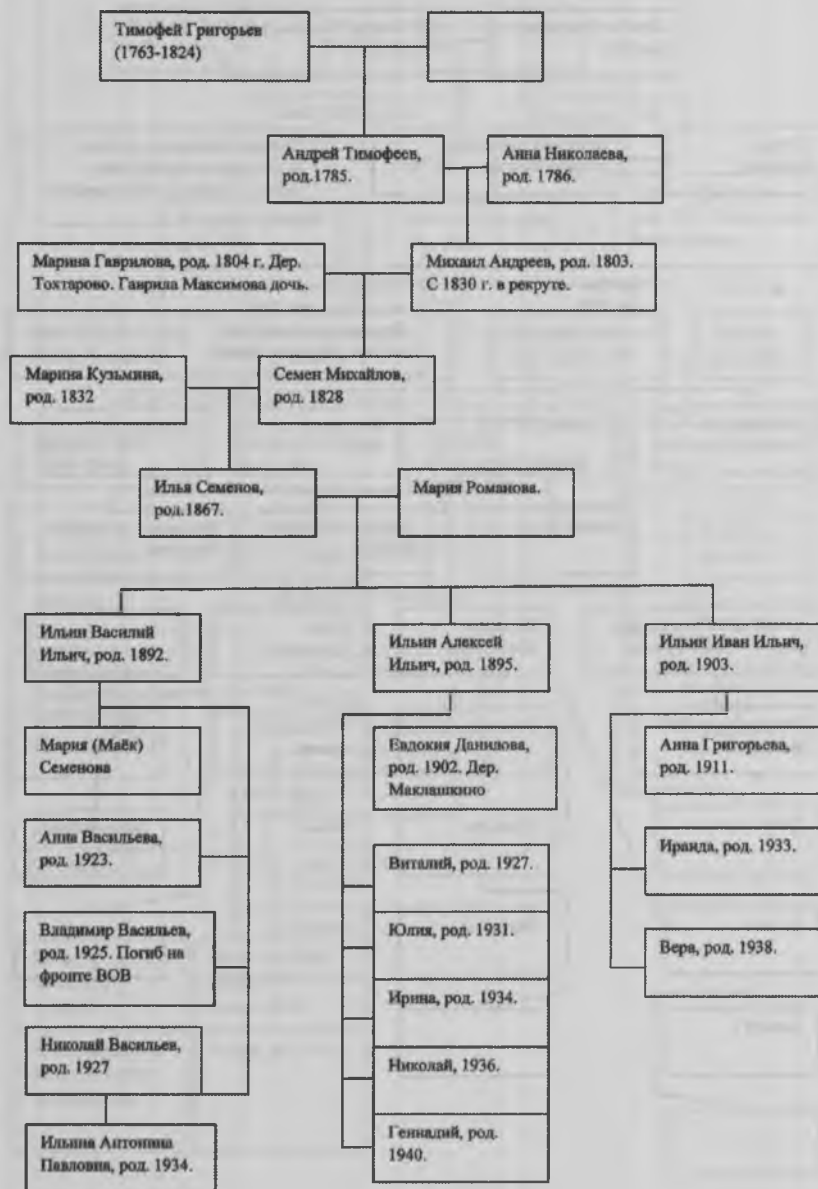 Тимофей Григорьев
(1763-1824)
Андрей Тимофеев,
род.1785.
Анна Николаева,
род. 1786.
Марина Гаврилова, род. 1804 г. Дер.
Тохтарово. Гаврила Максимова дочь.
Михаил Андреев, род. 1803.
С 1830 г. в рекруте.
Марина Кузьмина,
род. 1832
Семен Михайлов,
род. 1828
Илья Семенов,
род.1867.
Мария Романова.
Ильин Василий
Ильич, род. 1892.
Ильин Алексей
Ильич, род. 1895.
Ильин Иван Ильич,
род. 1903.
Мария (Маёк)
Семенова
Анна Васильева,
род. 1923.
Владимир Васильев,
род. 1925. Погиб на
фронте ВОВ
Николай Васильев,
род. 1927
Ильина Антонина
Павловна, род. 1934.
Евдокия Данилова,
род. 1902. Дер.
Маклашкино
Виталий, род. 1927.
Юлия, род. 1931.
Ирина, род. 1934.
Николай, 1936.
Геннадий, род.
1940.
Анна Григорьева,
род. 1911.
Ираида, род. 1933.
Вера, род. 1938.